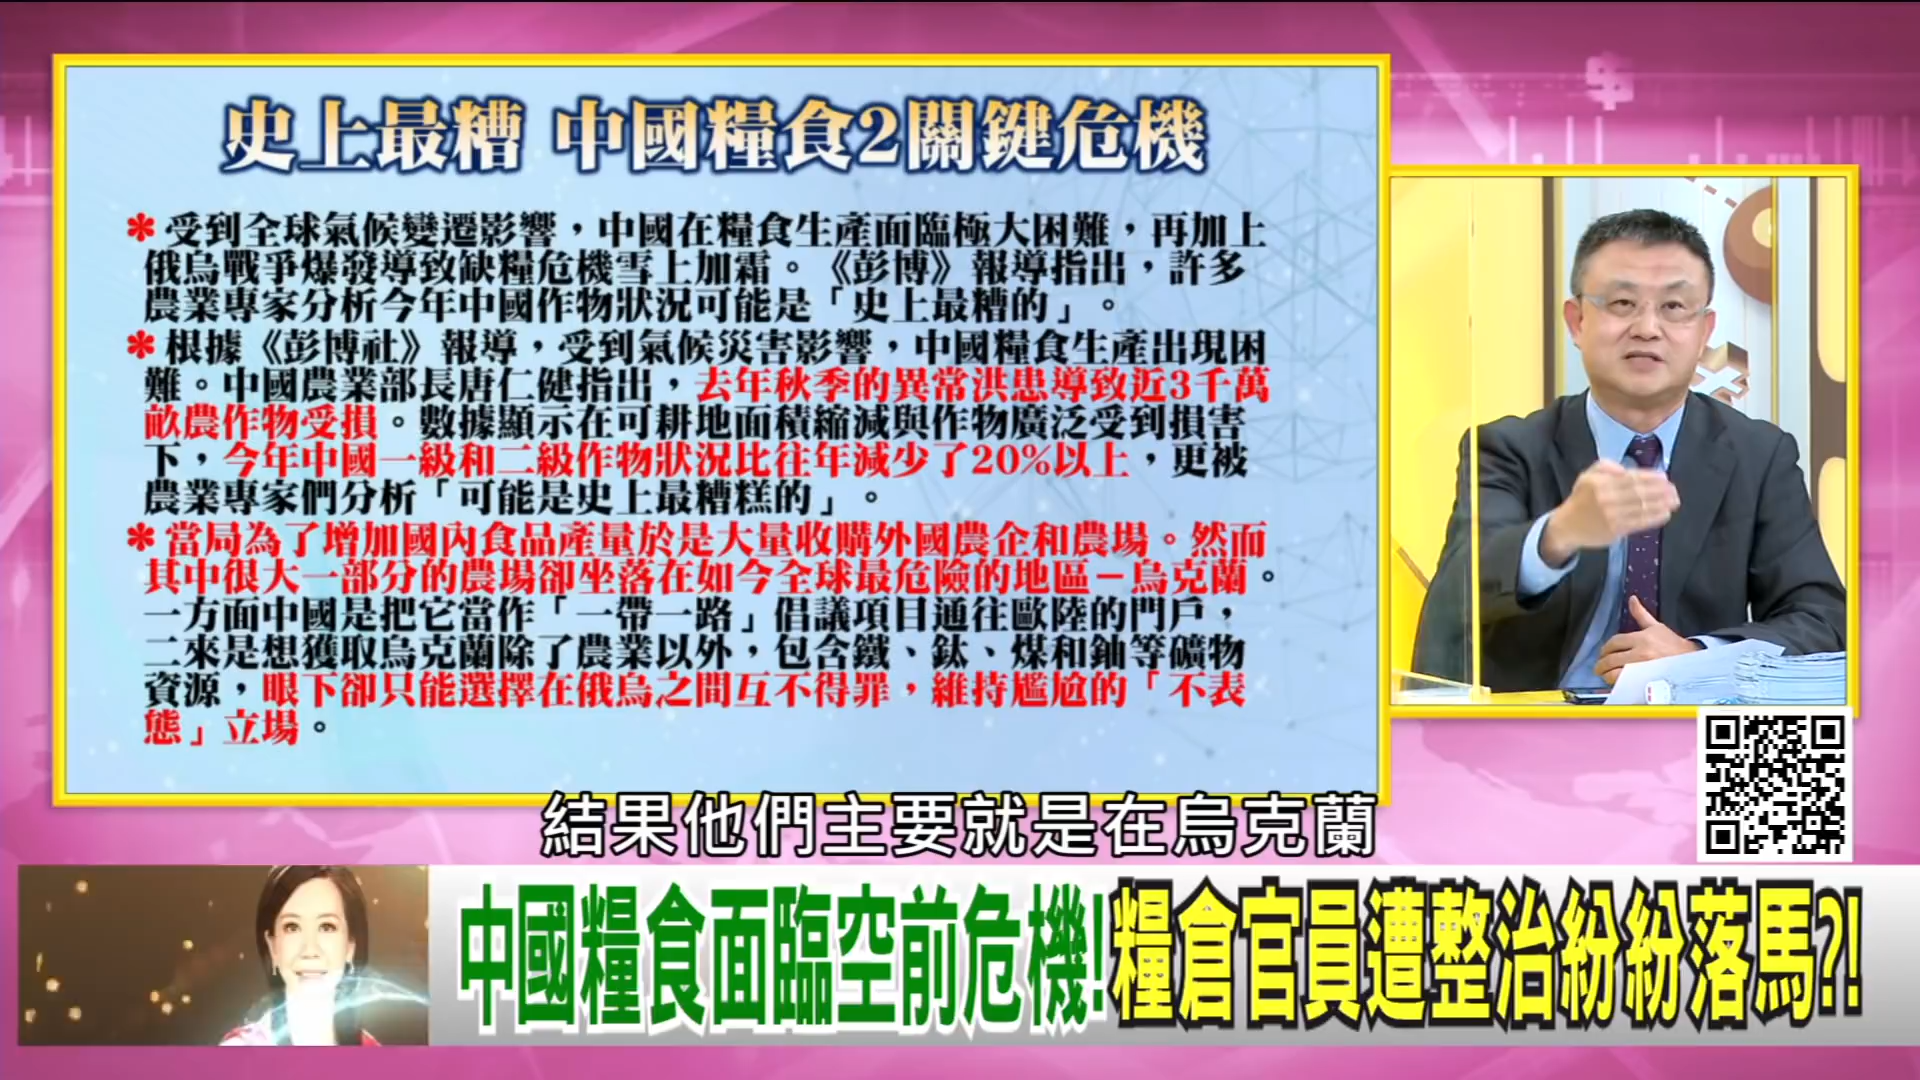 史上最糟 中國糧食2關鍵危機
＊受到全球氣候變遷影響，中國在糧食生產面臨極大困難，再加上
俄烏戰爭爆發導致缺糧危機雪上加霜。《彭博》報導指出，許多
農業專家分析今年中國作物狀況可能是「史上最糟的」。
＊根據《彭博社》報導，受到氣候災害影響，中國糧食生產出現困
難。中國農業部長唐仁健指出，去年秋季的異常洪患導致近3千萬
畝農作物受損。數據顯示在可耕地面積縮減與作物廣泛受到損害
下，今年中國一級和二級作物狀況比往年減少了20%以上，更被
農業專家們分析「可能是史上最糟糕的」。
＊當局為了增加國內食品產量於是大量收購外國農企和農場。然而
其中很大一部分的農場卻坐落在如今全球最危險的地區－烏克蘭。
一方面中國是把它當作「一帶一路」倡議項目通往歐陸的門戶，
二來是想獲取烏克蘭除了農業以外，包含鐵、鈦、煤和鈾等礦物
資源，眼下卻只能選擇在俄烏之間互不得罪，維持尷尬的「不表
態」立場。
結果他們主要就是在烏克蘭
中國糧食面臨空前危機!糧倉官員遭整治紛紛落馬?!